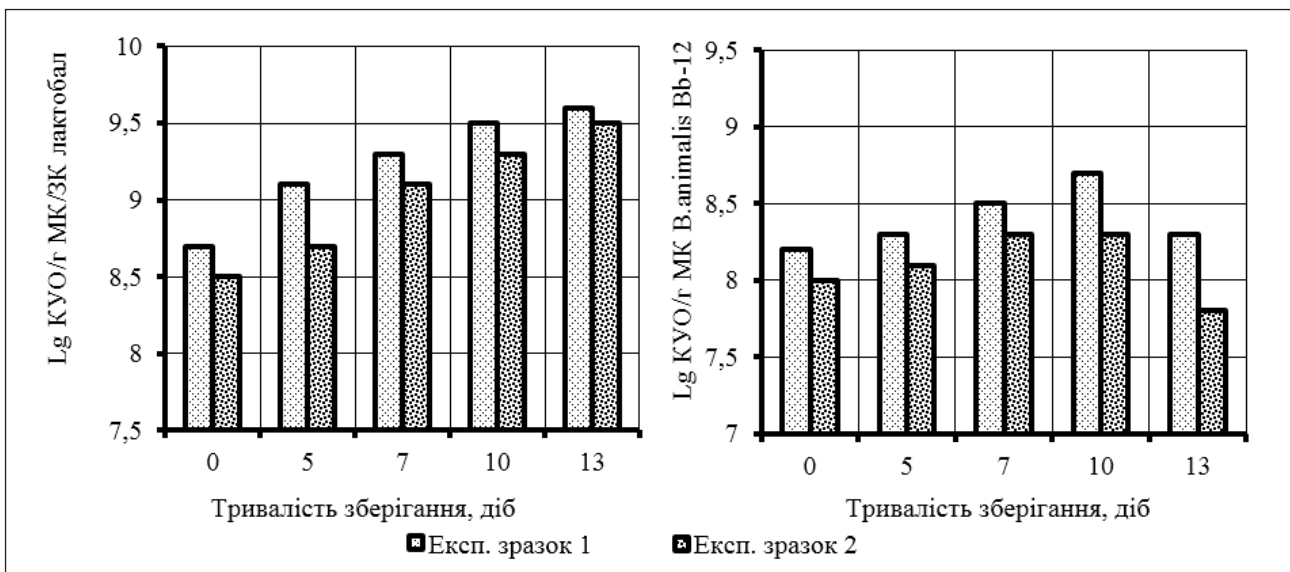 Lg КУО/г МК/ЗК лактобал
10
9,5
9
8,5
8
7,5
0 5 7 10 13
Тривалість зберігання, діб
Lg КУО/г МК B.animalis Bb-12
9,5
9
8,5
8
7,5
7
0 5 7 10 13
Тривалість зберігання, діб
Експ. зразок 1 Експ. зразок 2